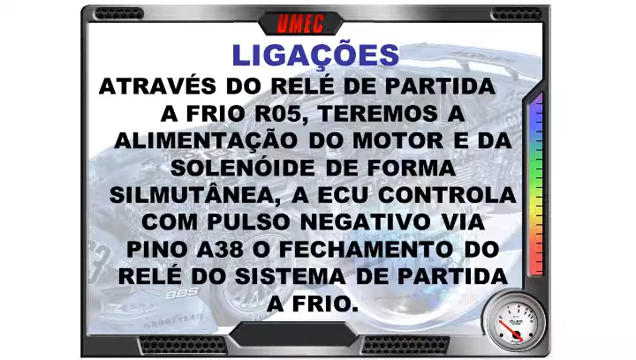 UMEC
LIGAÇÕES
ATRAVÉS DO RELÉ DE PARTIDA
A FRIO R05, TEREMOS A
ALIMENTAÇÃO DO MOTOR E DA
SOLENÓIDE DE FORMA
SILMUTÂNEA, A ECU CONTROLA
COM PULSO NEGATIVO VIA
PINO A38 O FECHAMENTO DO
RELÉ DO SISTEMA DE PARTIDA
A FRIO.
BBS